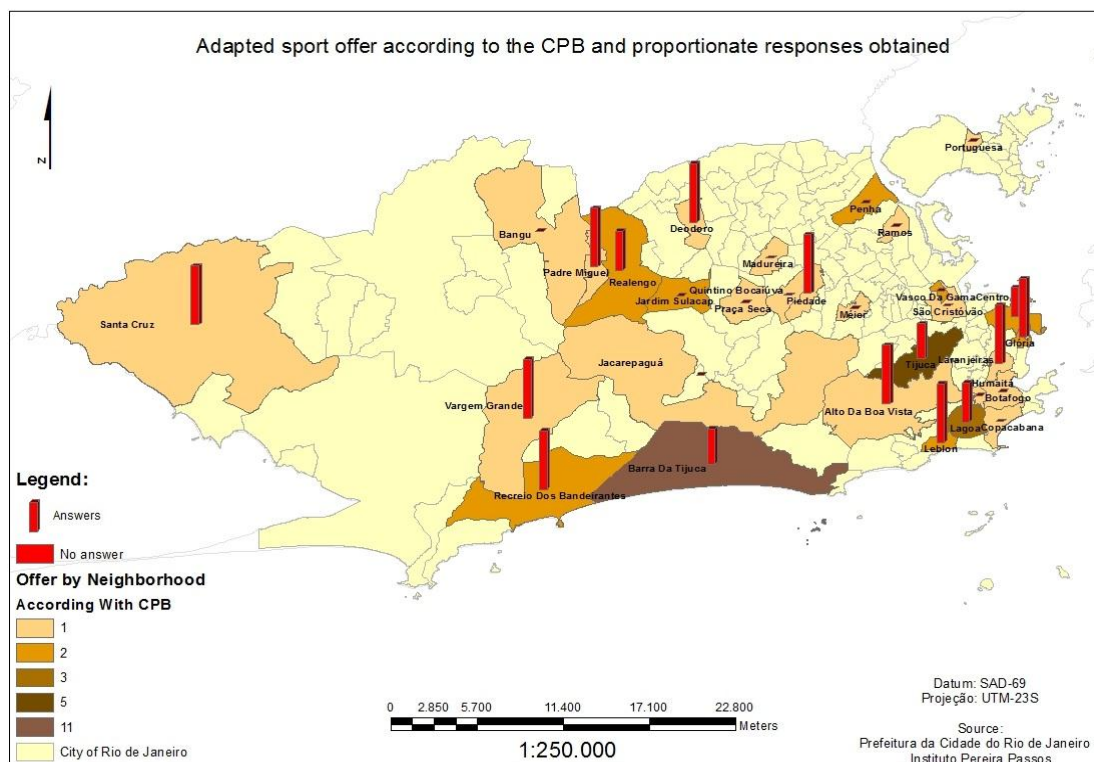 Adapted sport offer according to the CPB and proportionate responses obtained
N
Portuguesa
Penha
Ramos
Deodoro
Bangu
Padre Miguel
Realengo
Madureira
Quintino Bocaiúva
Piedade
Jardim Sulacap
Praça Seca
Méier
Vasco Da Gama
Centro
São Cristóvão
Santa Cruz
Glória
Laranjeiras
Tijuca
Jacarepaguá
Humaitá
Botafogo
Vargem Grande
Alto Da Boa Vista
Lagoa
Copacabana
Leblon
Barra Da Tijuca
Recreio Dos Bandeirantes
Legend:
Answers
No answer
Offer by Neighborhood
According With CPB
1
2
3
5
11
City of Rio de Janeiro
0 2.850 5.700 11.400 17.100 22.800
Meters
1:250.000
Datum: SAD-69
Projeção: UTM-23S
Source:
Prefeitura da Cidade do Rio de Janeiro
Instituto Pereira Passos